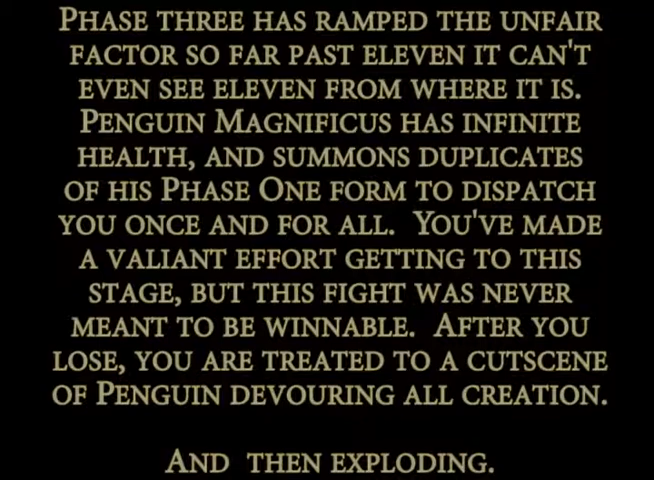 Phase three has ramped the unfair
factor so far past eleven it can't
even see eleven from where it is.
Penguin Magnificus has infinite
health, and summons duplicates
of his Phase One form to dispatch
you once and for all.  You've made
a valiant effort getting to this
stage, but this fight was never
meant to be winnable.  After you
lose, you are treated to a cutscene
of Penguin devouring all creation.
And  then exploding.